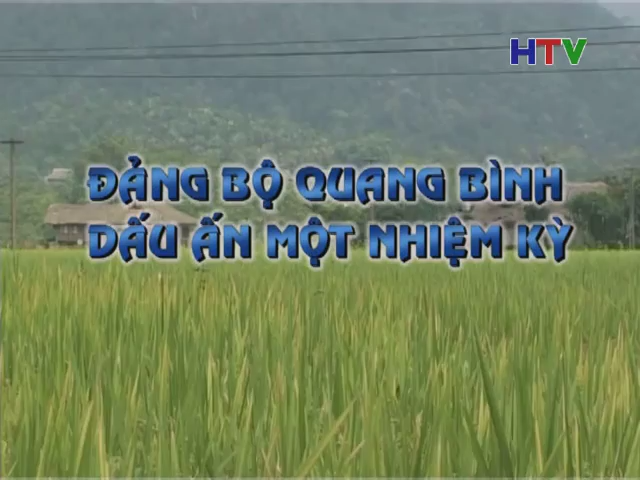 HTV
ĐẢNG BỘ QUANG BÌNH
DẤU ẤN MỘT NHIỆM KỲ